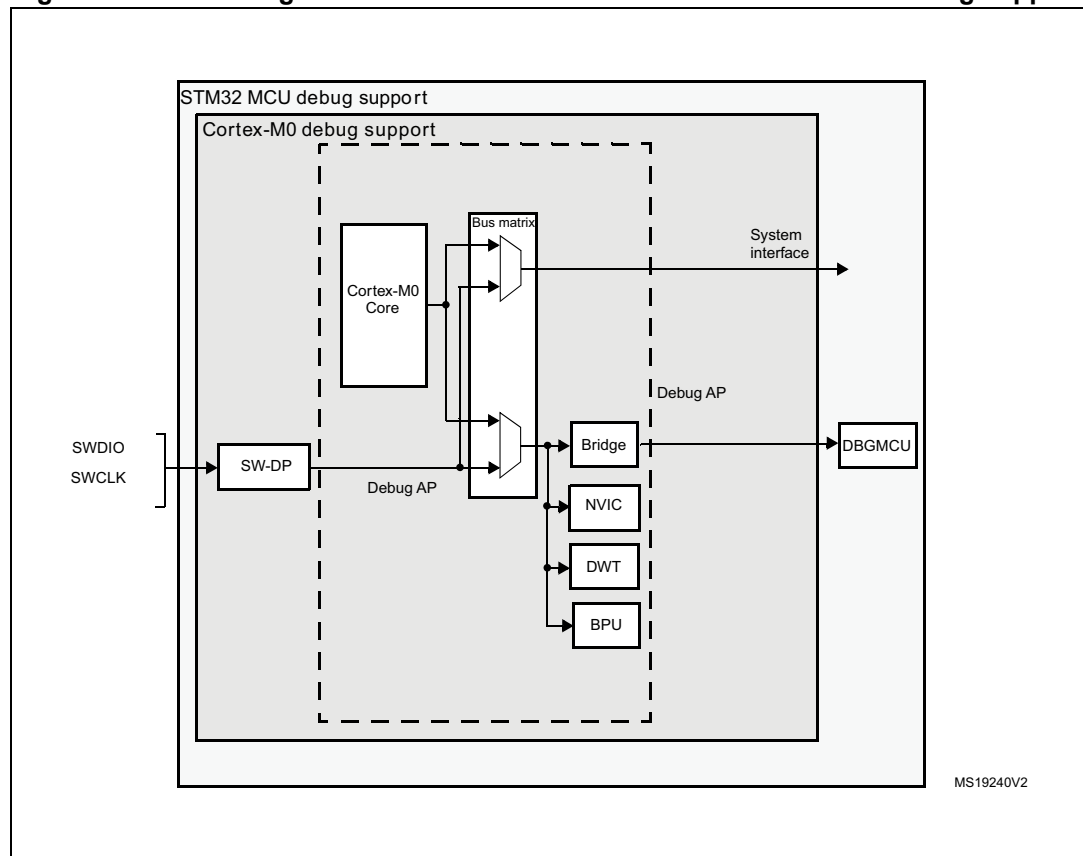 STM32 MCU debug support
Cortex-M0 debug support
Bus matrix
System
interface
Cortex-M0
Core
Debug AP
SWDIO
SWCLK
SW-DP
Debug AP
Bridge
DBGMCU
NVIC
DWT
BPU
MS19240V2